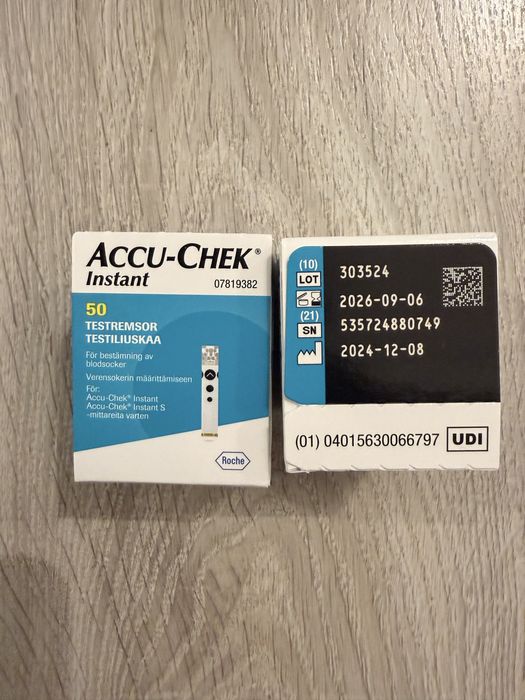 ACCU-CHEK®
Instant
07819382
50
TESTREMSOR
TESTILIUSKAA
För bestämning av
blodsocker
Verensokerin määrittämiseen
För:
Accu-Chek® Instant
Accu-Chek® Instant S
-mittareita varten
Roche
(10)
LOT 303524
2026-09-06
(21)
SN 535724880749
2024-12-08
(01) 04015630066797 UDI